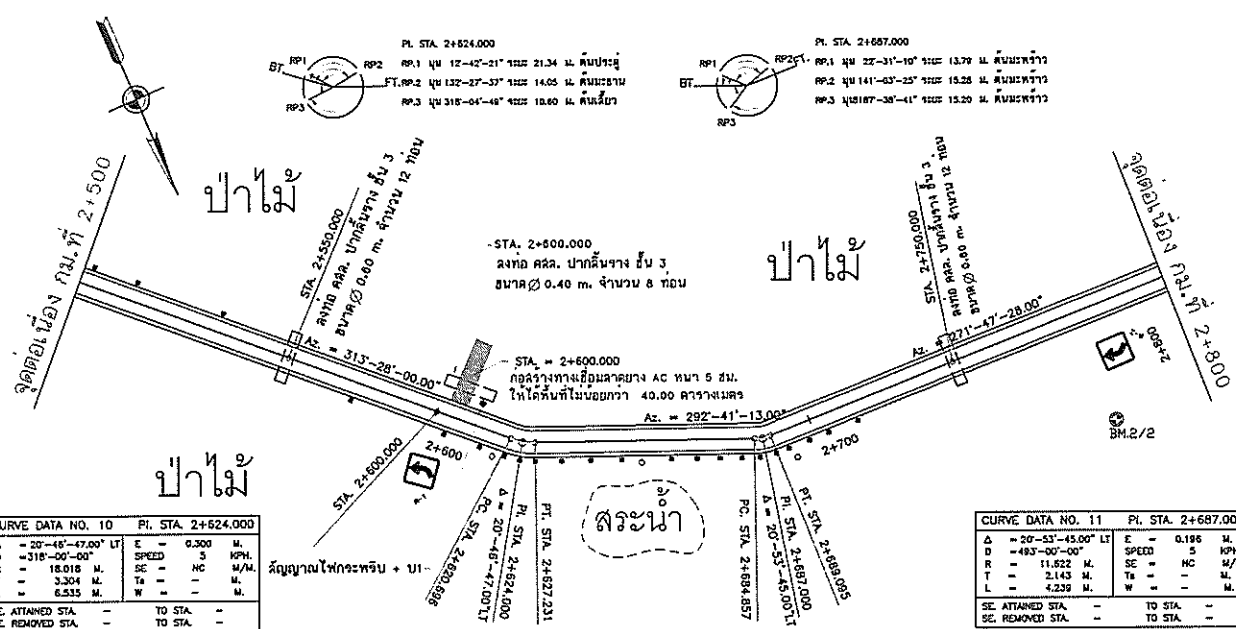 PI. STA. 2+624.000
RP.1 มุม 12-42-21" ระยะ 21.34 ม. ต้นประดู่
RP.2 มุม 132-27-37" ระยะ 14.05 ม.
RP.3 มุม 318-04-49" ระยะ 10.60 ม.
RP1
RP2
RP3
BT.
FT.
PI. STA. 2+687.000
RP.1 มุม 22-31-10" ระยะ 13.79 ม. ต้นมะพร้าว
RP.2 มุม 141-03-25" ระยะ 15.28 ม. ต้นมะพร้าว
RP.3 ระยะ 15.20 ม. ต้นมะพร้าว
RP1
RP2
FT.
BT.
RP3
จุดต่อเนื่อง กม.ที่ 2+500
ป่าไม้
STA. 2+550.000
ลงท่อ คสล. ปากลิ้นราง ชั้น 3
ขนาด Ø 0.60 m. จำนวน 12 ท่อน
STA. 2+600.000
ลงท่อ คสล. ปากลิ้นราง ชั้น 3
ขนาด Ø 0.40 m. จำนวน 8 ท่อน
ป่าไม้
STA. 2+750.000
ลงท่อ คสล. ปากลิ้นราง ชั้น 3
ขนาด Ø 0.60 m. จำนวน 12 ท่อน
จุดต่อเนื่อง กม.ที่ 2+800
Az. = 313'-28'-00.00"
STA. = 2+600.000
ก่อสร้างทางเชื่อมลาดยาง AC หนา 5 ซม.
ให้ได้พื้นที่ไม่น้อยกว่า 40.00 ตารางเมตร
Az. = 292'-41'-13.00"
Az. = 271'-47'-28.00"
2+800
BM.2/2
2+600
2+700
STA. 2+600.000
ป่าไม้
สระน้ำ
PC. STA. 2+620.696
Δ = 20'-46'-47.00"LT
PI. STA. 2+624.000
PT. STA. 2+627.231
PC. STA. 2+684.857
Δ = 20'-53'-45.00"LT
PI. STA. 2+687.000
PT. STA. 2+689.095
สัญญาณไฟกระพริบ + บ1-
CURVE DATA NO. 10 PI. STA. 2+624.000
= 20'-46'-47.00" LT E = 0.300 M.
= 318'-00'-00" SPEED 5 KPH.
= 18.018 M. SE = NC M/M.
= 3.304 M. Ts = - M.
= 6.535 M. W = - M.
SE. ATTAINED STA. - TO STA. -
SE. REMOVED STA. - TO STA. -
CURVE DATA NO. 11 PI. STA. 2+687.000
Δ = 20'-53'-45.00" LT E = 0.196 M.
D = 493'-00'-00" SPEED 5 KPH.
R = 11.622 M. SE = NC M/
T = 2.143 M. Ts = - M.
L = 4.239 M. W = - M.
SE. ATTAINED STA. - TO STA. -
SE. REMOVED STA. - TO STA. -